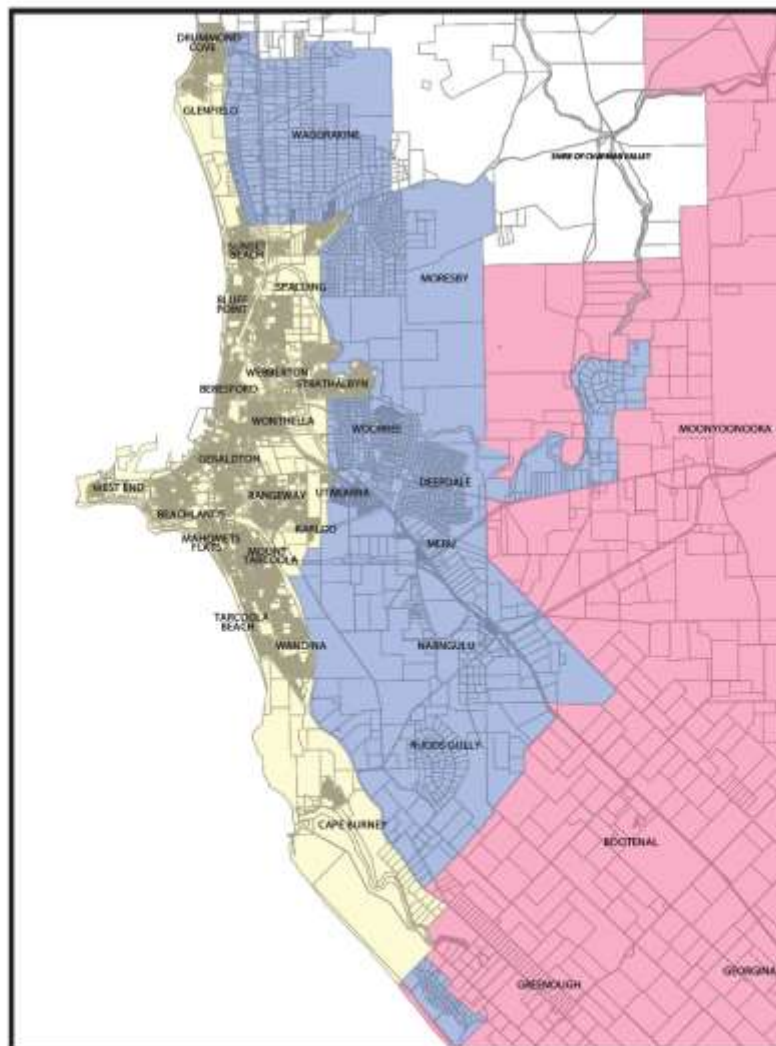 DRUMMOND
COVE
GLENFIELD
WAGGRAKINE
SHIRE OF CHAPMAN VALLEY
SUNSET
BEACH
MORESBY
SPALDING
BLUFF
POINT
WEBBERTON
STRATHALBYN
BERESFORD
WONTHELLA
WOORREE
MOONYOONOOKA
GERALDTON
DEEPDALE
WEST END
RANGEWAY
UTAKARRA
BEACHLANDS
KARLOO
MAHOMETS
FLATS
MOUNT
TARCOOLA
MERU
TARCOOLA
BEACH
WANDINA
NARNGULU
RUDDS GULLY
CAPE BURNEY
BOOTENAL
GEORGINA
GREENOUGH